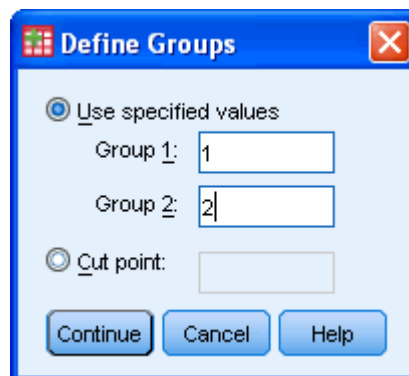 Define Groups
Use specified values
Group 1: 1
Group 2: 2
Cut point:
Continue Cancel Help